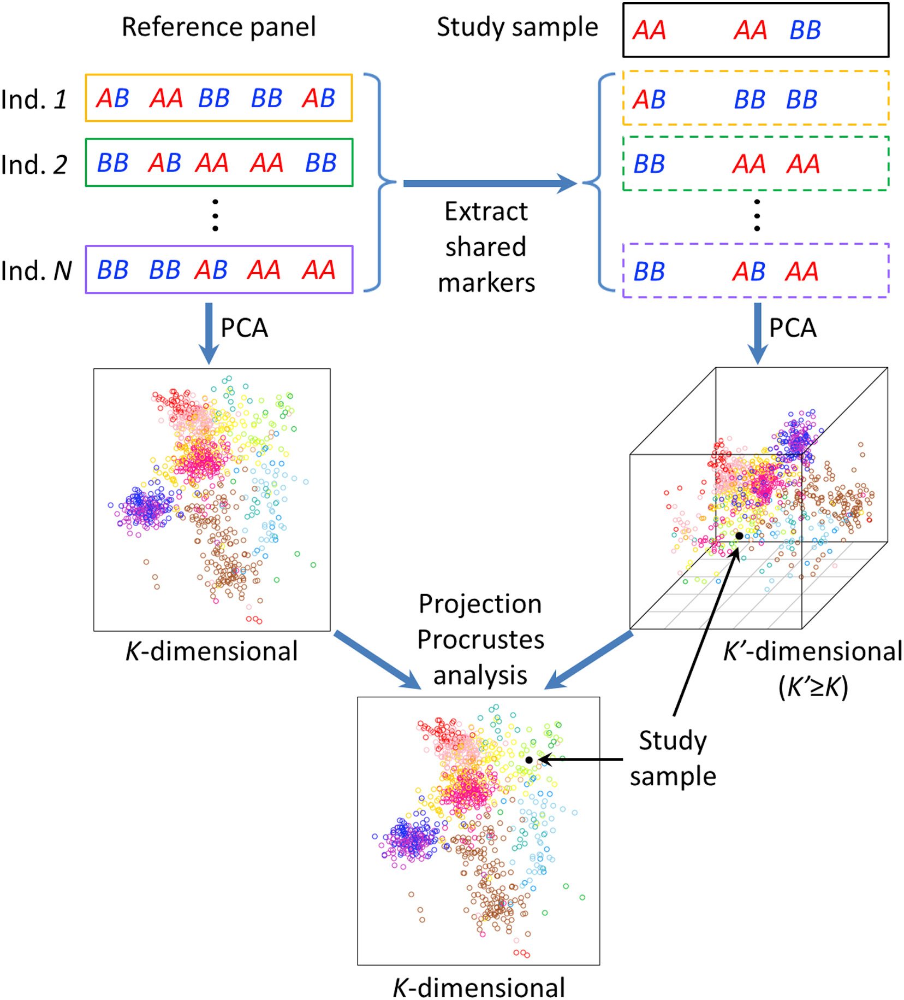 Reference panel
Study sample
AA AA BB
Ind. 1
AB AA BB BB AB
AB BB BB
Ind. 2
BB AB AA AA BB
BB AA AA
Extract
shared
markers
Ind. N
BB BB AB AA AA
BB AB AA
PCA
PCA
K-dimensional
Projection
Procrustes
analysis
K’-dimensional
(K’≥K)
Study
sample
K-dimensional